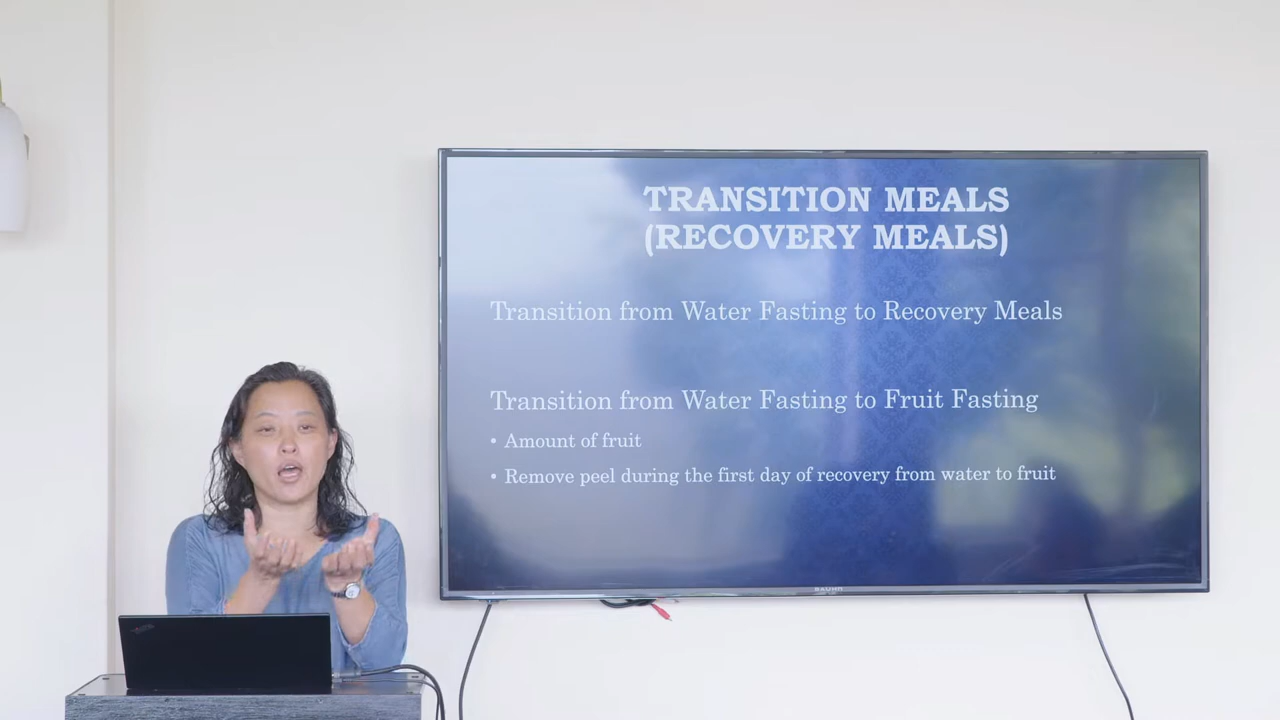 TRANSITION MEALS
(RECOVERY MEALS)
Transition from Water Fasting to Recovery Meals
Transition from Water Fasting to Fruit Fasting
• Amount of fruit
• Remove peel during the first day of recovery from water to fruit